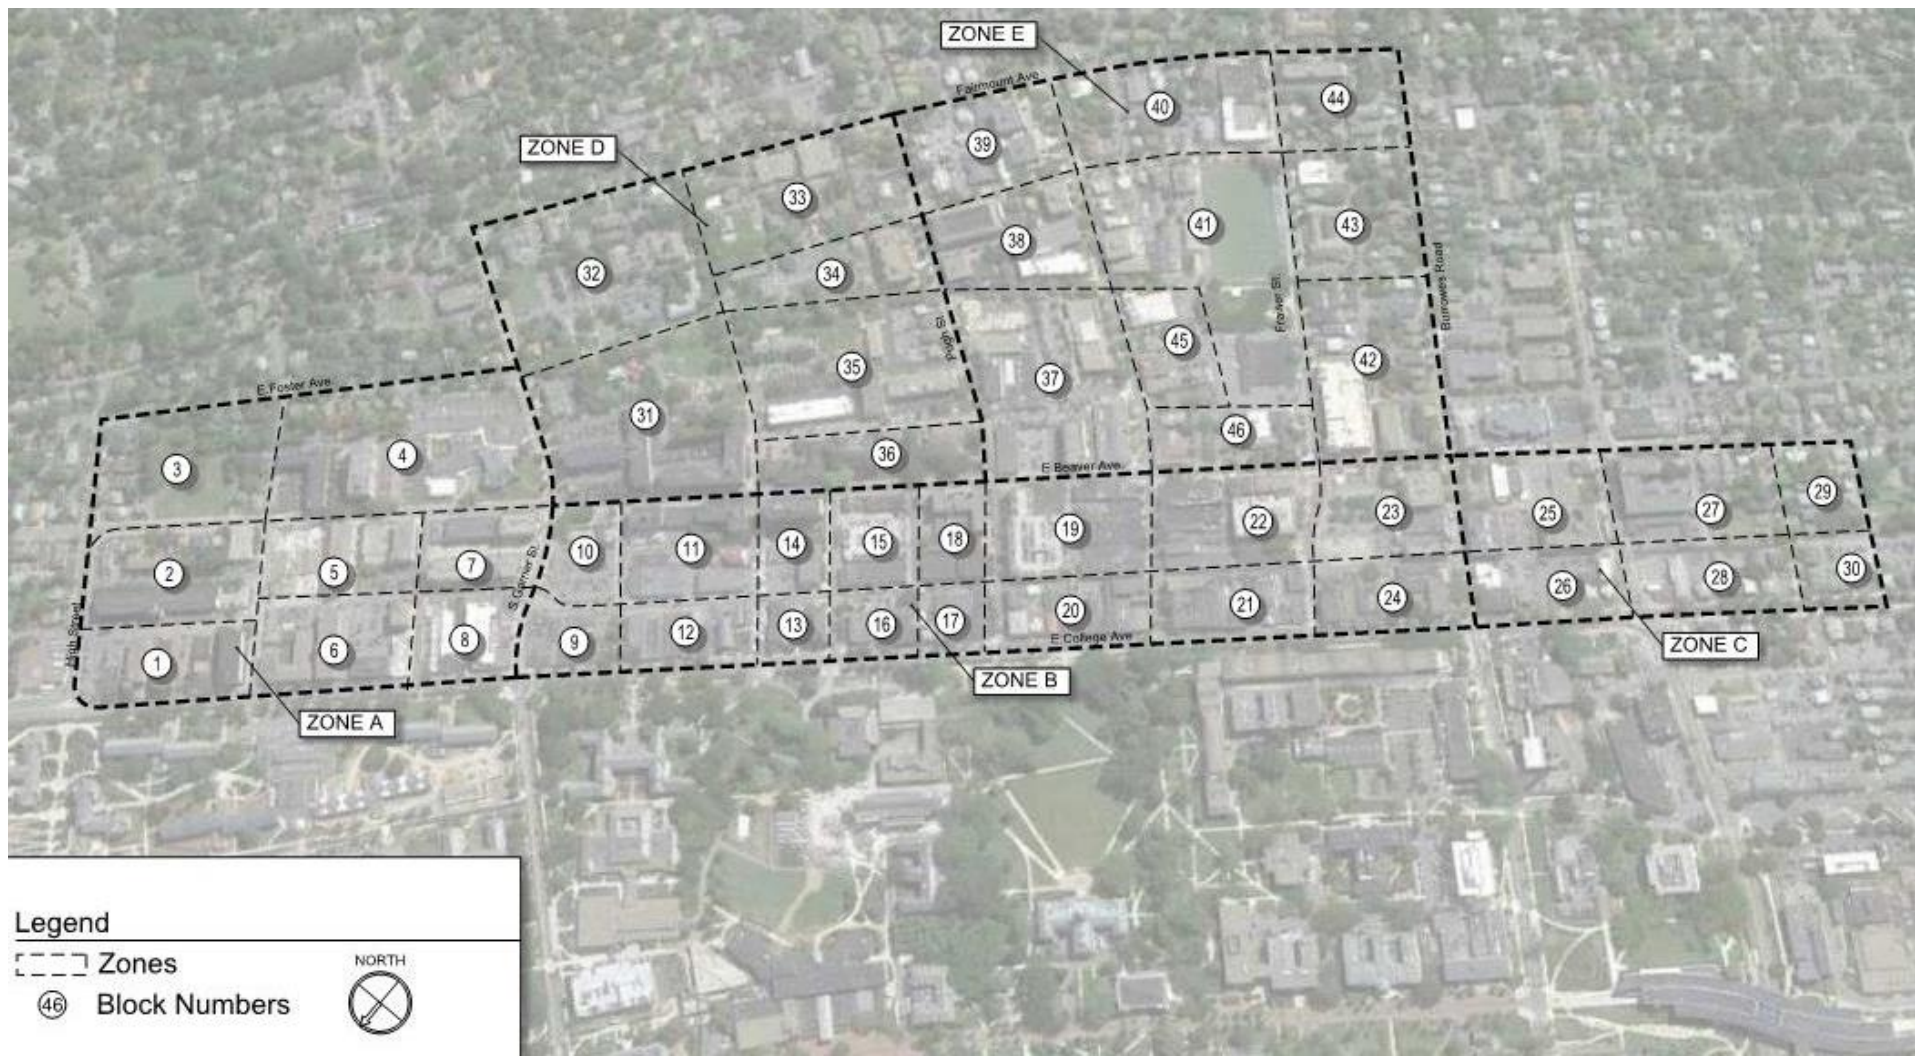 ZONE E
Fairmount Ave.
40
44
39
ZONE D
33
41
43
38
32
34
Burrowes Road
Fraser St.
Pugh St.
45
42
35
37
E Foster Ave.
31
46
36
3
4
E Beaver Ave.
29
27
25
23
22
19
18
15
14
11
10
7
5
2
S Garner St.
30
28
26
24
21
20
17
16
13
12
9
8
6
1
High Street
E College Ave
ZONE C
ZONE B
ZONE A
Legend
Zones
46 Block Numbers
NORTH